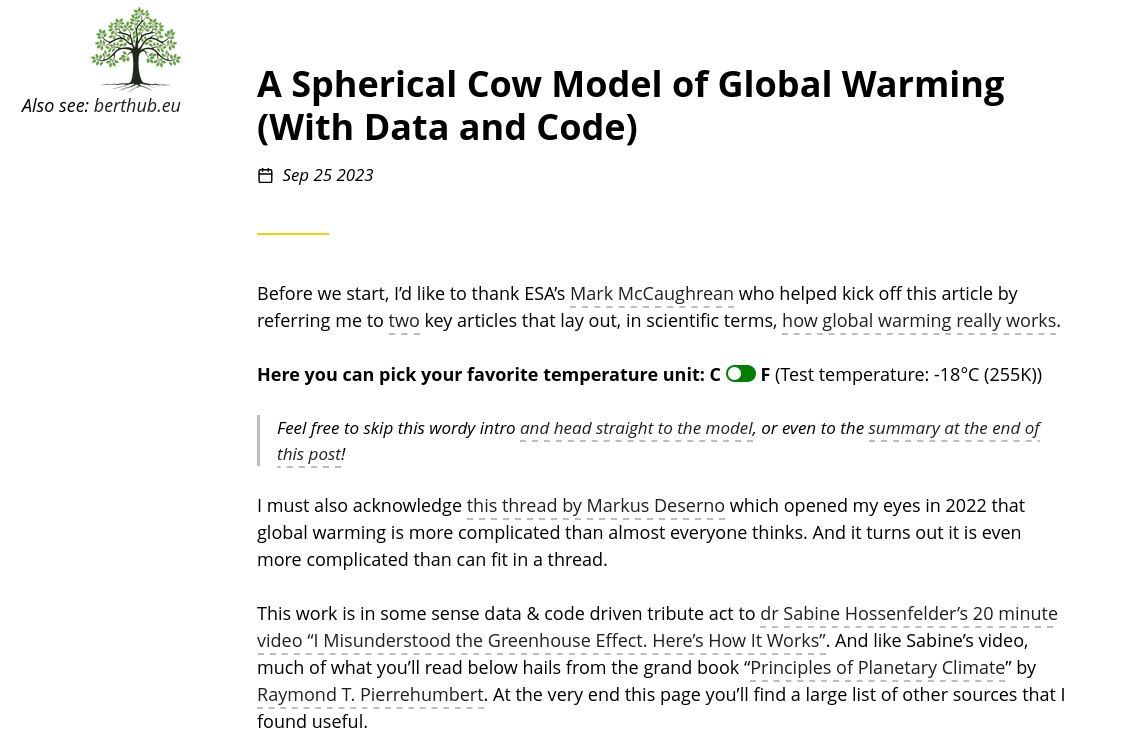 Also see: berthub.eu
A Spherical Cow Model of Global Warming
(With Data and Code)
Sep 25 2023
Before we start, I’d like to thank ESA’s Mark McCaughrean who helped kick off this article by
referring me to two key articles that lay out, in scientific terms, how global warming really works.
Here you can pick your favorite temperature unit: C F (Test temperature: -18°C (255K))
Feel free to skip this wordy intro and head straight to the model, or even to the summary at the end of
this post!
I must also acknowledge this thread by Markus Deserno which opened my eyes in 2022 that
global warming is more complicated than almost everyone thinks. And it turns out it is even
more complicated than can fit in a thread.
This work is in some sense data & code driven tribute act to dr Sabine Hossenfelder’s 20 minute
video “I Misunderstood the Greenhouse Effect. Here’s How It Works”. And like Sabine’s video,
much of what you’ll read below hails from the grand book “Principles of Planetary Climate” by
Raymond T. Pierrehumbert. At the very end this page you’ll find a large list of other sources that I
found useful.